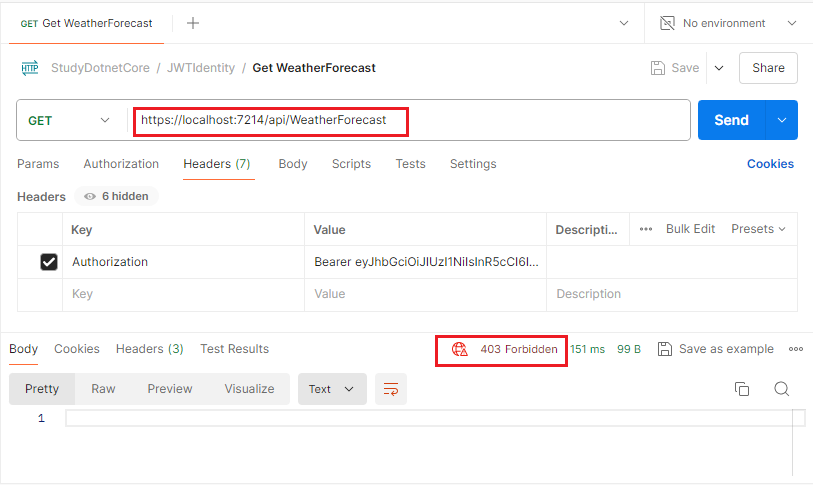 GET Get WeatherForecast
No environment
HTTP StudyDotnetCore / JWTIdentity / Get WeatherForecast
Save
Share
GET https://localhost:7214/api/WeatherForecast
Send
Params Authorization Headers (7) Body Scripts Tests Settings Cookies
Headers 6 hidden
Key Value Descripti... Bulk Edit Presets
Authorization Bearer eyJhbGciOiJIUzI1NiIsInR5cCI6I...
Key Value Description
Body Cookies Headers (3) Test Results 403 Forbidden 151 ms 99 B Save as example
Pretty Raw Preview Visualize Text
1